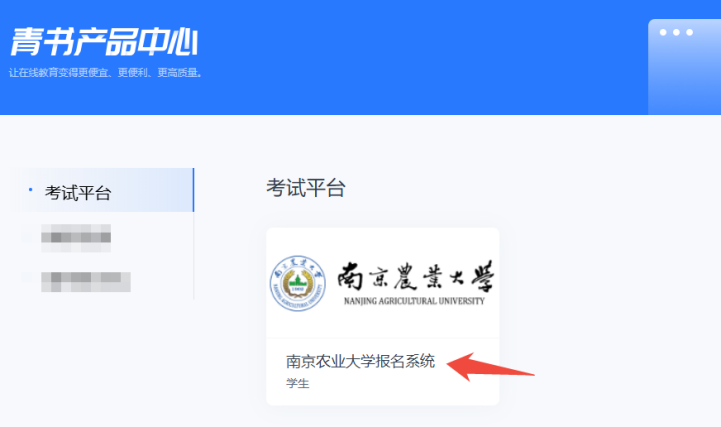 青书产品中心
让在线教育变得更便宜、更便利、更高质量。
考试平台
考试平台
南京農業大學
NANJING AGRICULTURAL UNIVERSITY
南京农业大学报名系统
学生